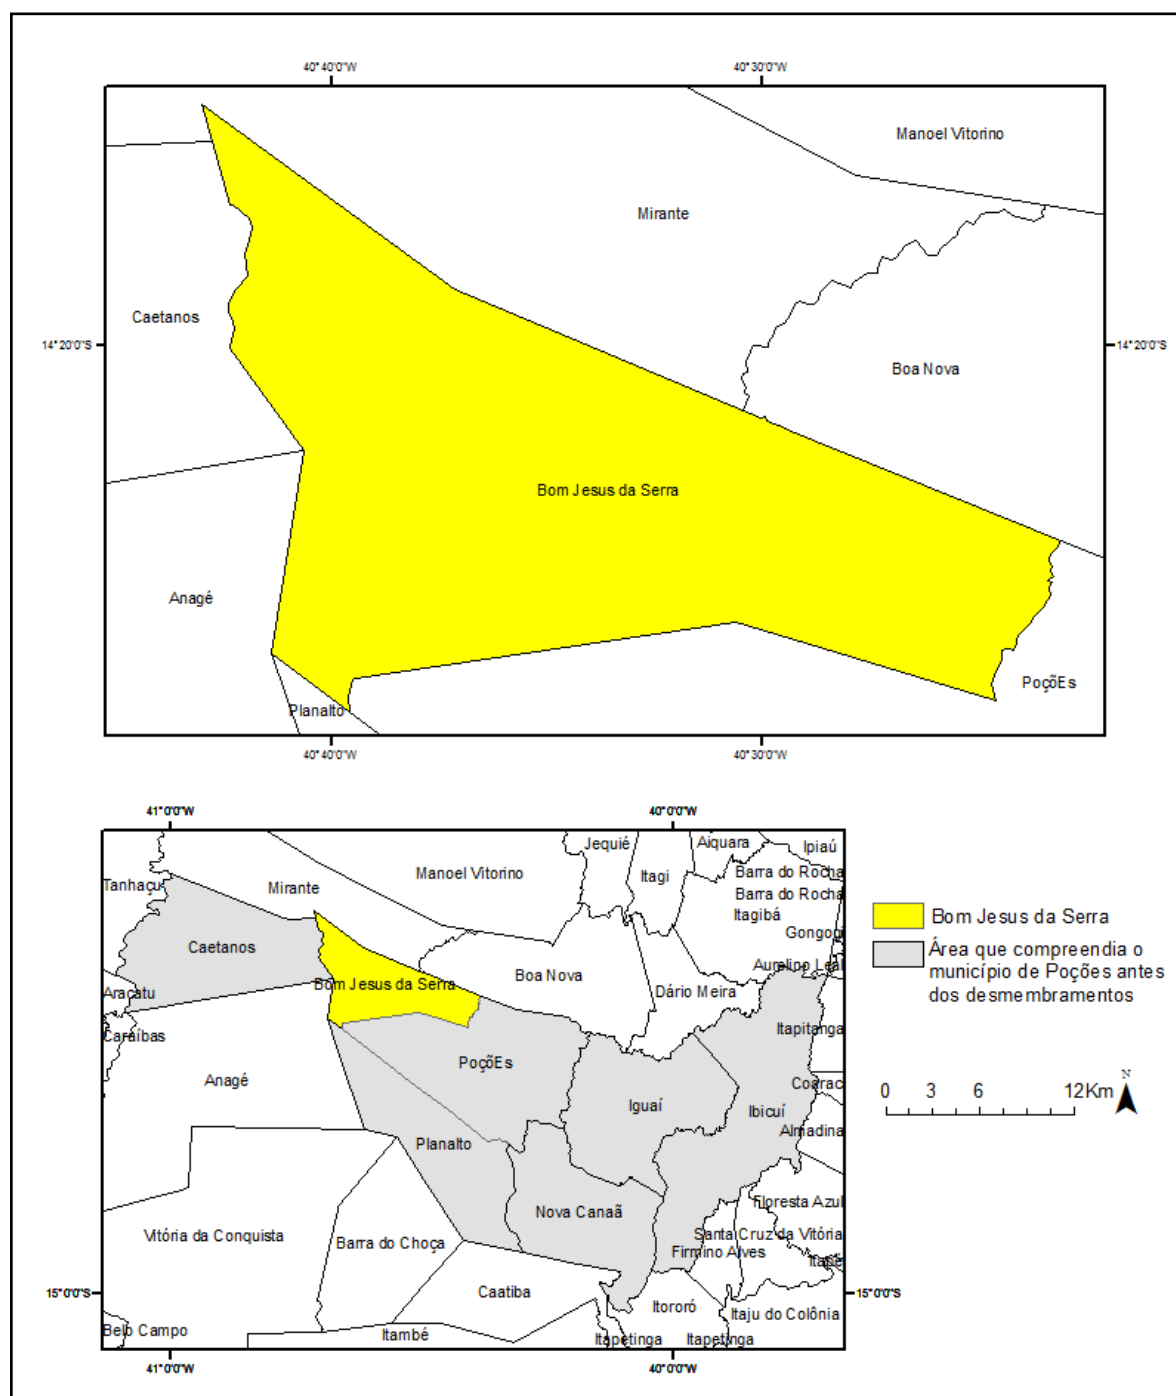 40°40'0"W 40°30'0"W
Manoel Vitorino
Mirante
Caetanos
14°20'0"S 14°20'0"S
Boa Nova
Bom Jesus da Serra
Anagé
PoçõEs
Planalto
40°40'0"W 40°30'0"W
41°0'0"W 40°0'0"W
Jequié
Aiquara
Ipiaú
Manoel Vitorino
Itagi
Barra do Rocha
Tanhaçu
Mirante
Barra do Rocha
Itagibá
Gongogi
Caetanos
Boa Nova
Aurelino Leal
Bom Jesus da Serra
Araçatu
Dário Meira
Caraíbas
Itapitanga
PoçõEs
Anagé
Coarac
Iguaí
Ibicuí
Almadina
Planalto
Floresta Azul
Nova Canaã
Vitória da Conquista
Santa Cruz da Vitória
Barra do Choça
Firmino Alves
Itapé
Caatiba
15°0'0"S 15°0'0"S
Itororó
Itaju do Colônia
Belo Campo
Itambé
Itapetinga
Itapetinga
41°0'0"W 40°0'0"W
Bom Jesus da Serra
Área que compreendia o
município de Poções antes
dos desmembramentos
N
0 3 6 12Km